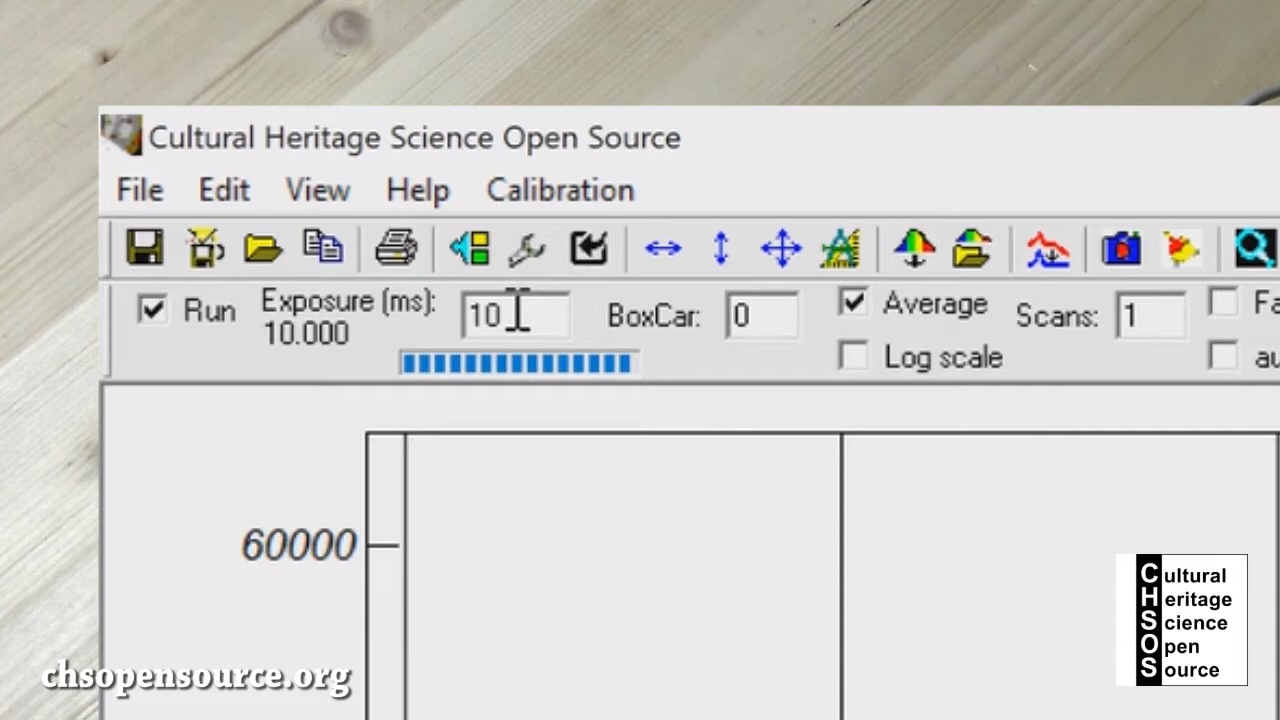 Cultural Heritage Science Open Source
File Edit View Help Calibration
Run Exposure (ms): 10 BoxCar: 0 Average Scans: 1
10.000 Log scale
60000
Cultural
Heritage
Science
Open
Source
chsopensource.org